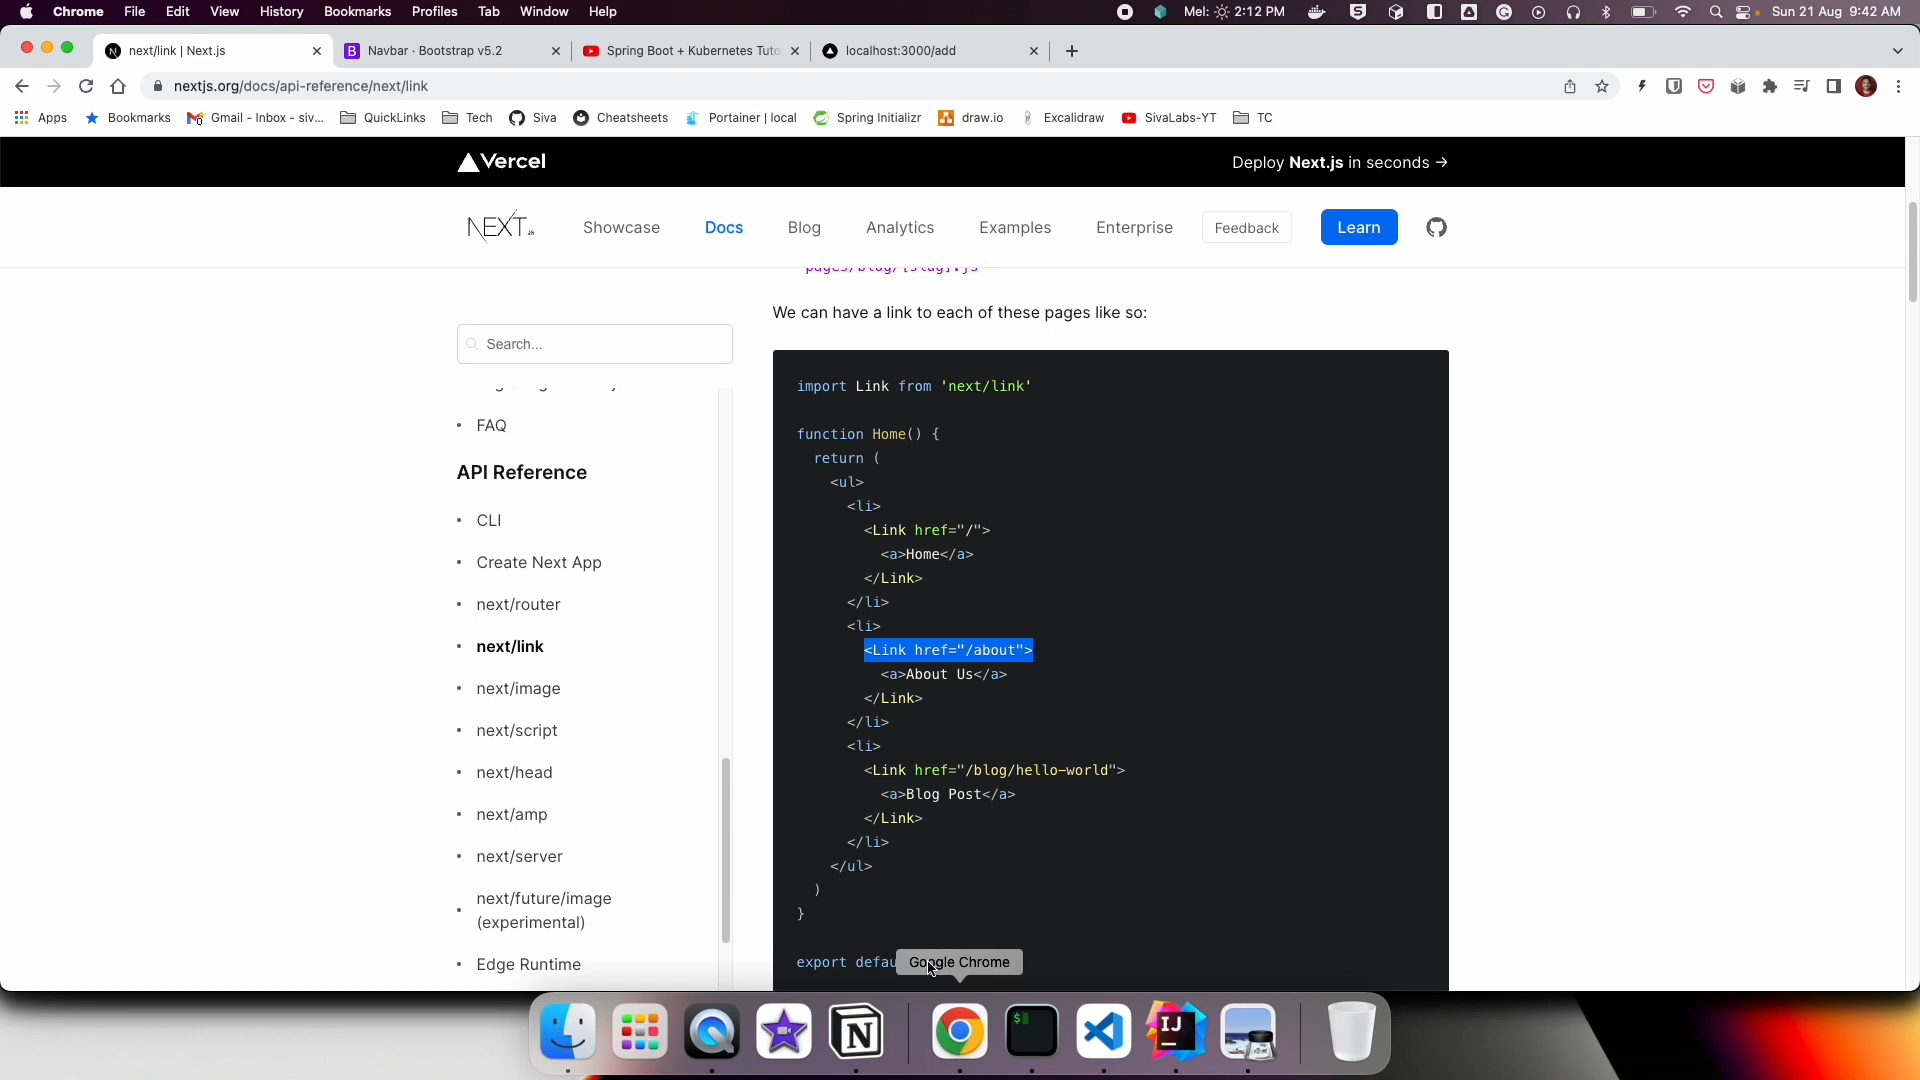 Chrome File Edit View History Bookmarks Profiles Tab Window Help
Mel: 2:12 PM Sun 21 Aug 9:42 AM
next/link | Next.js
Navbar · Bootstrap v5.2
Spring Boot + Kubernetes Tuto
localhost:3000/add
nextjs.org/docs/api-reference/next/link
Apps Bookmarks Gmail - Inbox - siv... QuickLinks Tech Siva Cheatsheets Portainer | local Spring Initializr draw.io Excalidraw SivaLabs-YT TC
Vercel
Deploy Next.js in seconds →
NEXT.JS
Showcase Docs Blog Analytics Examples Enterprise Feedback Learn
pages/blog/[slug].js
We can have a link to each of these pages like so:
Search...
• FAQ
API Reference
• CLI
• Create Next App
• next/router
• next/link
• next/image
• next/script
• next/head
• next/amp
• next/server
• next/future/image
(experimental)
• Edge Runtime
import Link from 'next/link'
function Home() {
return (
<ul>
<li>
<Link href="/">
<a>Home</a>
</Link>
</li>
<li>
<Link href="/about">
<a>About Us</a>
</Link>
</li>
<li>
<Link href="/blog/hello-world">
<a>Blog Post</a>
</Link>
</li>
</ul>
)
}
export defau
Google Chrome
$
IJ